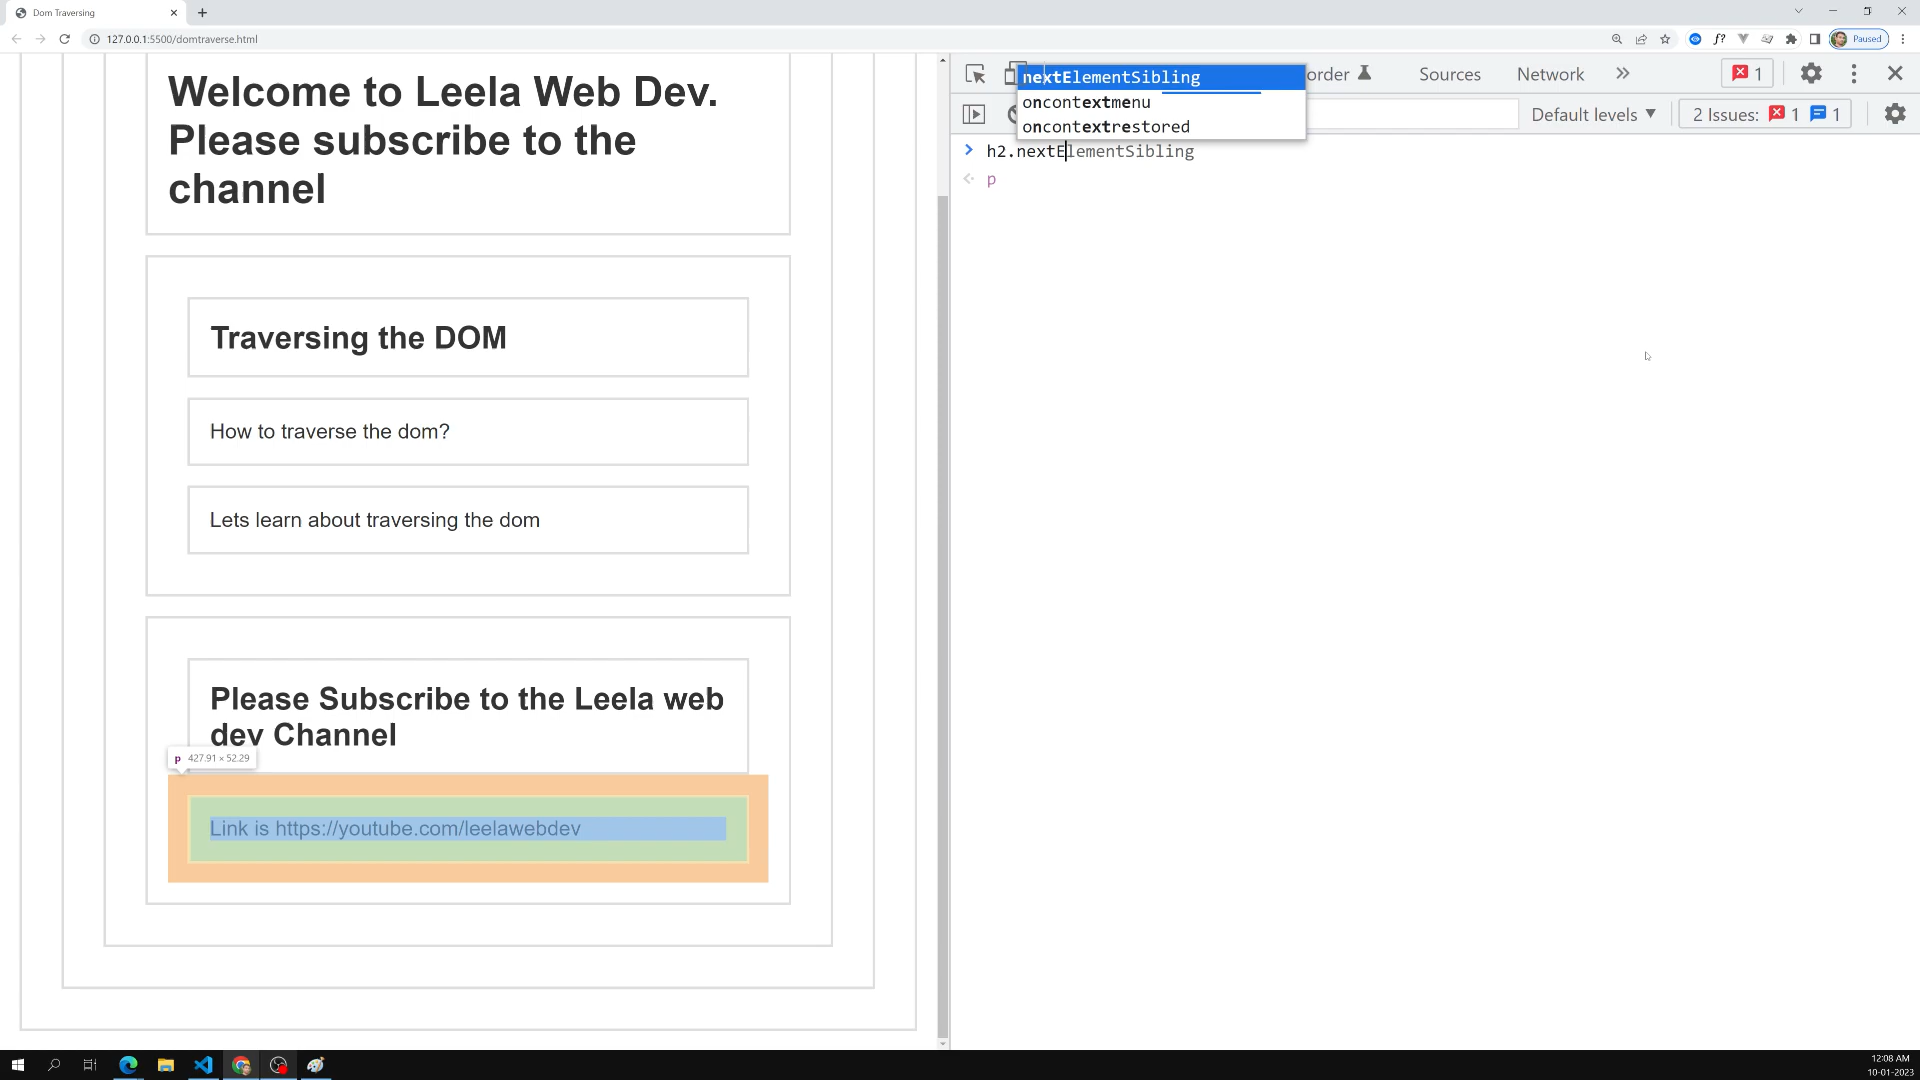 Dom Traversing
127.0.0.1:5500/domtraverse.html
f?
Paused
Welcome to Leela Web Dev.
Please subscribe to the
channel
Traversing the DOM
How to traverse the dom?
Lets learn about traversing the dom
Please Subscribe to the Leela web
dev Channel
p 427.91 × 52.29
Link is https://youtube.com/leelawebdev
order
Sources
Network
1
nextElementSibling
oncontextmenu
oncontextrestored
Default levels
2 Issues: 1 1
h2.nextElementSibling
p
12:08 AM
10-01-2023